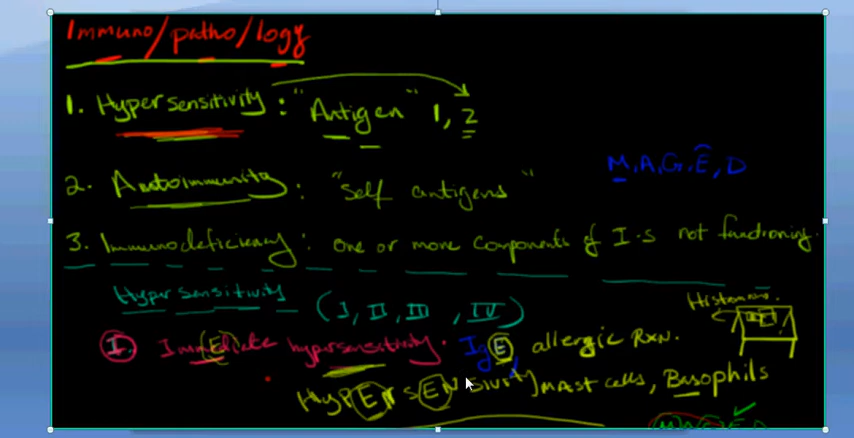 Immuno/patho/logy
1. Hypersensitivity : "Antigen" 1, 2
M, A, G, E, D
2. Autoimmunity : "self antigens"
3. Immunodeficiency : one or more components of I.S not functioning.
Hypersensitivity (I, II, III, IV)
Histamine.
I. Immediate hypersensitivity. IgE allergic Rxn.
HypErsENsivity) MAst cells, Basophils
M A G E D